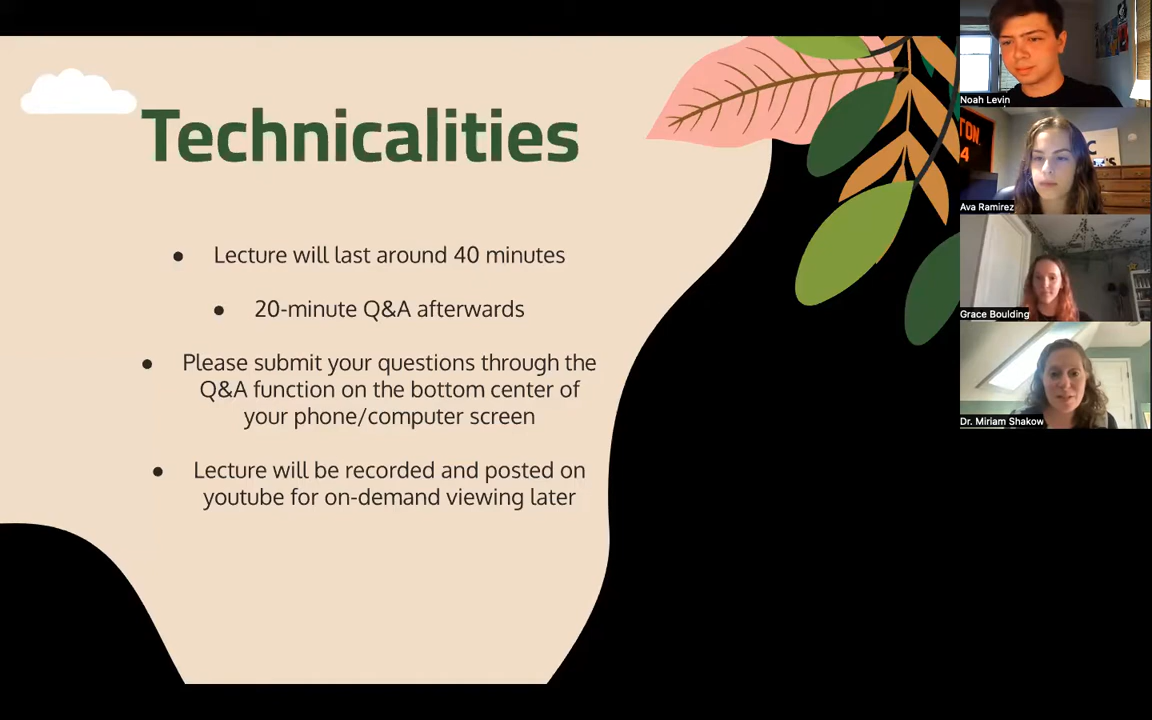 Technicalities
● Lecture will last around 40 minutes
● 20-minute Q&A afterwards
● Please submit your questions through the
Q&A function on the bottom center of
your phone/computer screen
● Lecture will be recorded and posted on
youtube for on-demand viewing later
Noah Levin
TON.
4
Ava Ramirez
Grace Boulding
Dr. Miriam Shakow